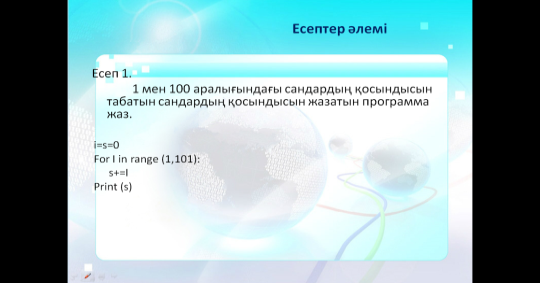 Есептер әлемі
Есеп 1.
1 мен 100 аралығындағы сандардың қосындысын
табатын сандардың қосындысын жазатын программа
жаз.
i=s=0
For I in range (1,101):
s+=I
Print (s)